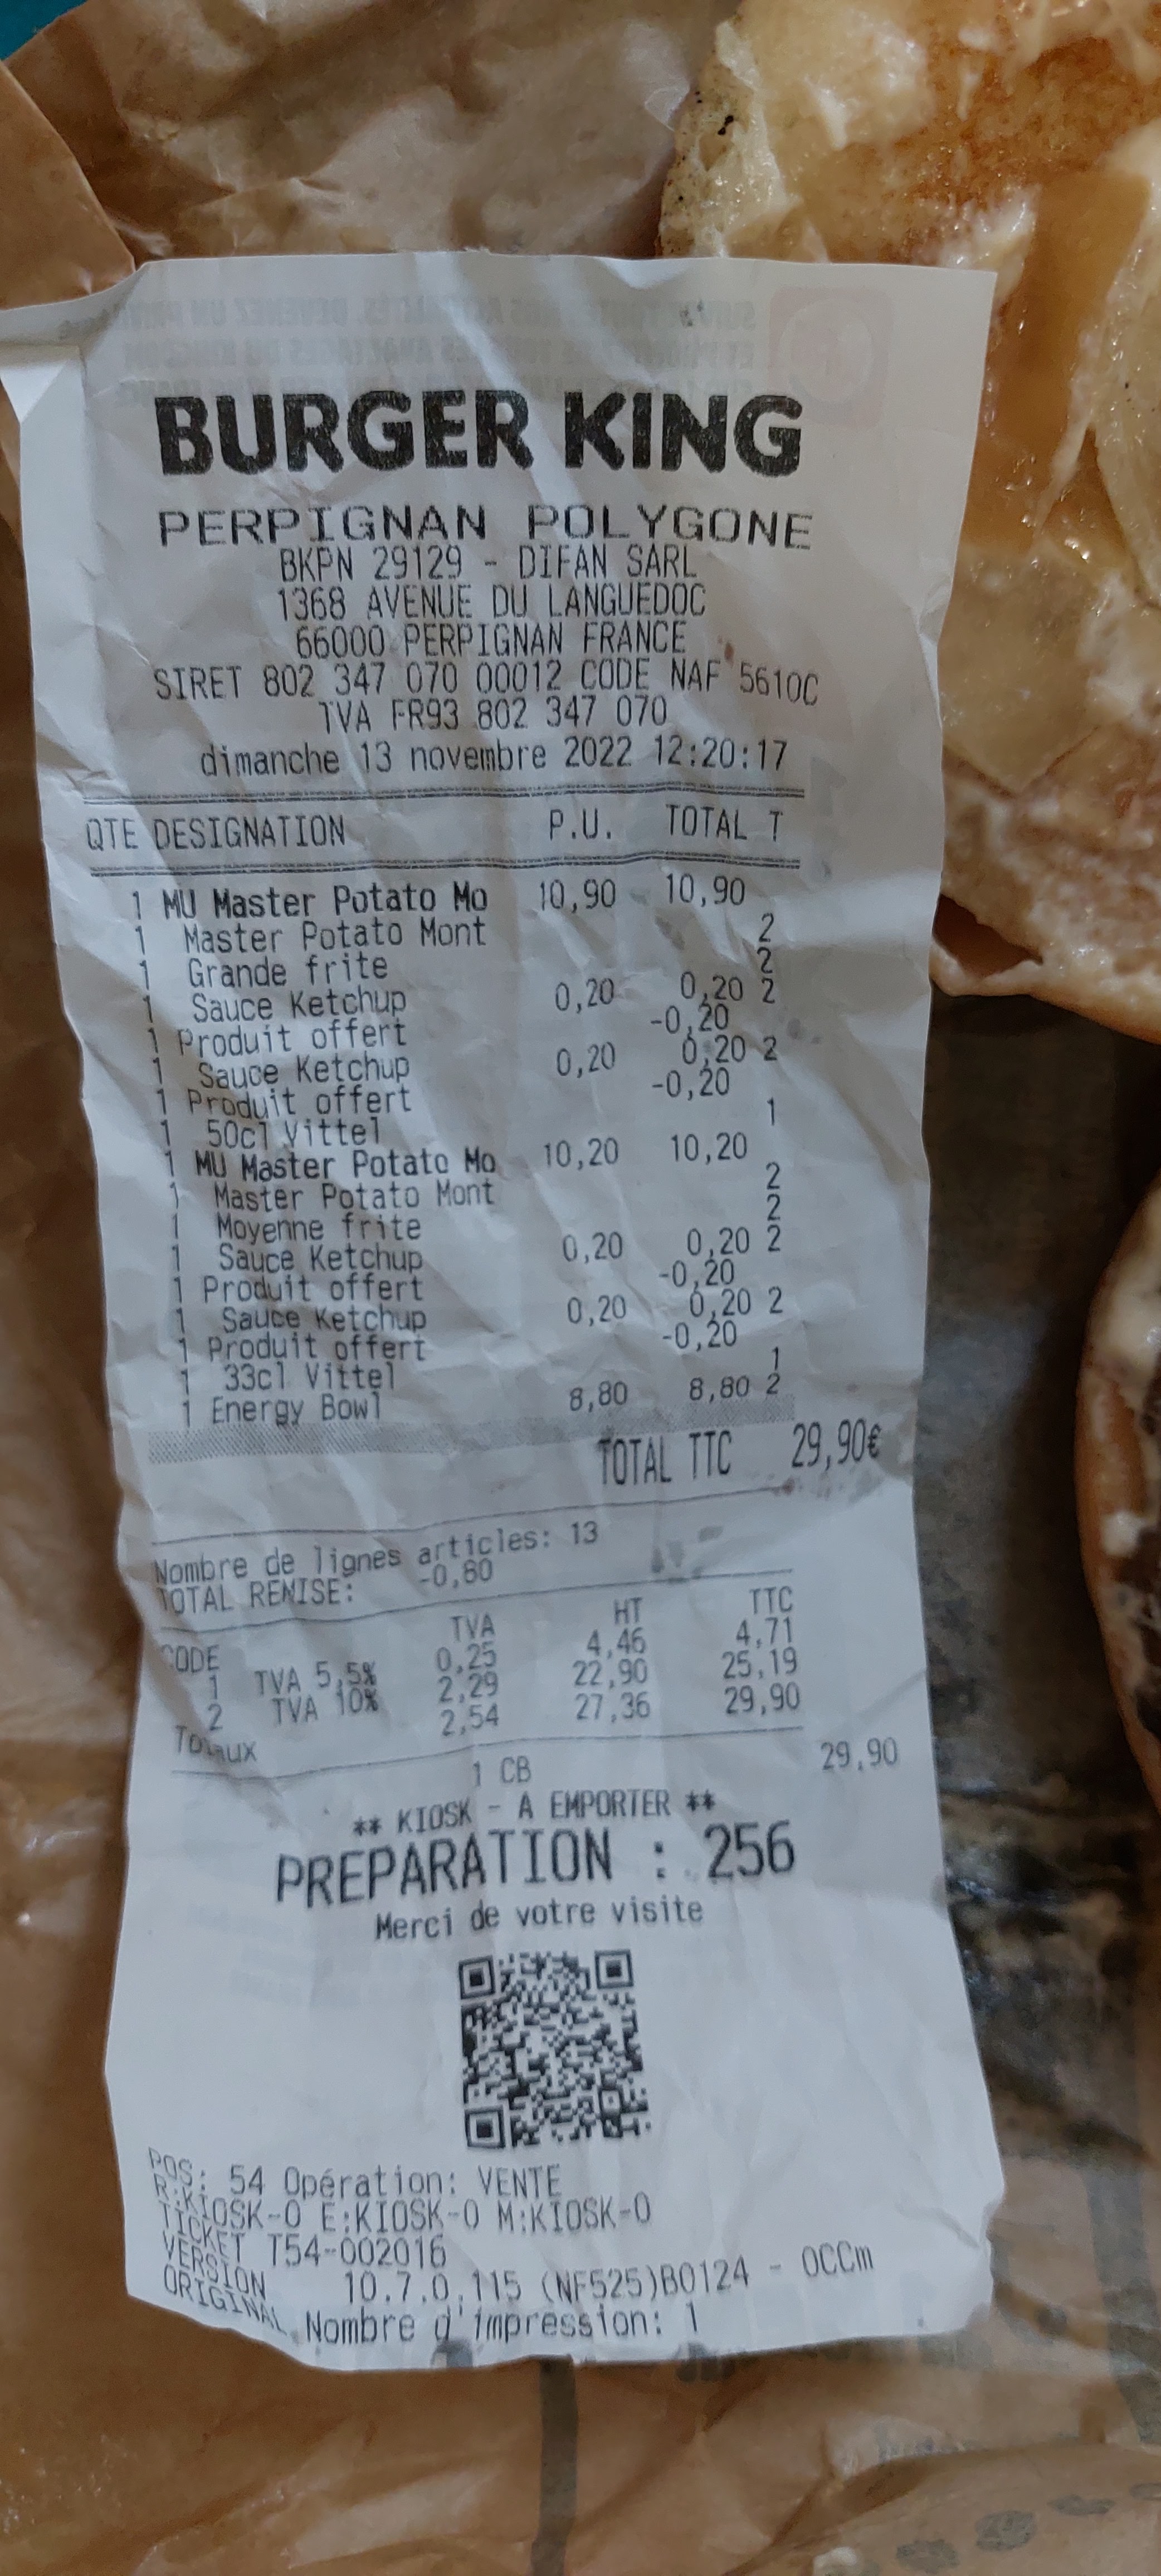 BURGER KING
PERPIGNAN POLYGONE
BKPN 29129 - DIFAN SARL
1368 AVENUE DU LANGUEDOC
66000 PERPIGNAN FRANCE
SIRET 802 347 070 00012 CODE NAF 5610C
TVA FR93 802 347 070
dimanche 13 novembre 2022 12:20:17
QTE DESIGNATION P.U. TOTAL T
1 MU Master Potato Mo 10,90 10,90
1 Master Potato Mont 2
1 Grande frite 2
1 Sauce Ketchup 0,20 0,20 2
1 Produit offert -0,20
1 Sauce Ketchup 0,20 0,20 2
1 Produit offert -0,20
1 50cl Vittel 1
1 MU Master Potato Mo 10,20 10,20
1 Master Potato Mont 2
1 Moyenne frite 2
1 Sauce Ketchup 0,20 0,20 2
1 Produit offert -0,20
1 Sauce Ketchup 0,20 0,20 2
1 Produit offert -0,20
1 33cl Vittel 1
1 Energy Bowl 8,80 8,80 2
TOTAL TTC 29,90€
Nombre de lignes articles: 13
TOTAL REMISE: -0,80
CODE TVA HT TTC
1 TVA 5,5% 0,25 4,46 4,71
2 TVA 10% 2,29 22,90 25,19
Totaux 2,54 27,36 29,90
1 CB 29,90
** KIOSK - A EMPORTER **
PREPARATION : 256
Merci de votre visite
POS: 54 Opération: VENTE
R:KIOSK-0 E:KIOSK-0 M:KIOSK-0
TICKET T54-002016
VERSION 10.7.0.115 (NF525)B0124 - OCCm
ORIGINAL Nombre d'impression: 1